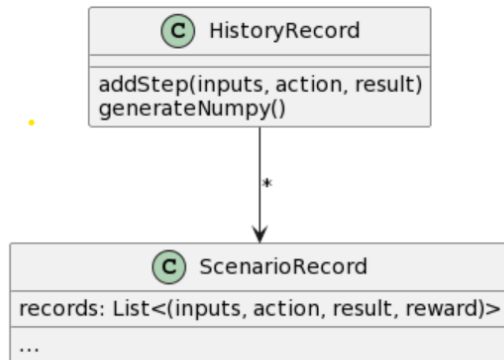 C HistoryRecord
addStep(inputs, action, result)
generateNumpy()
*
C ScenarioRecord
records: List<(inputs, action, result, reward)>
...